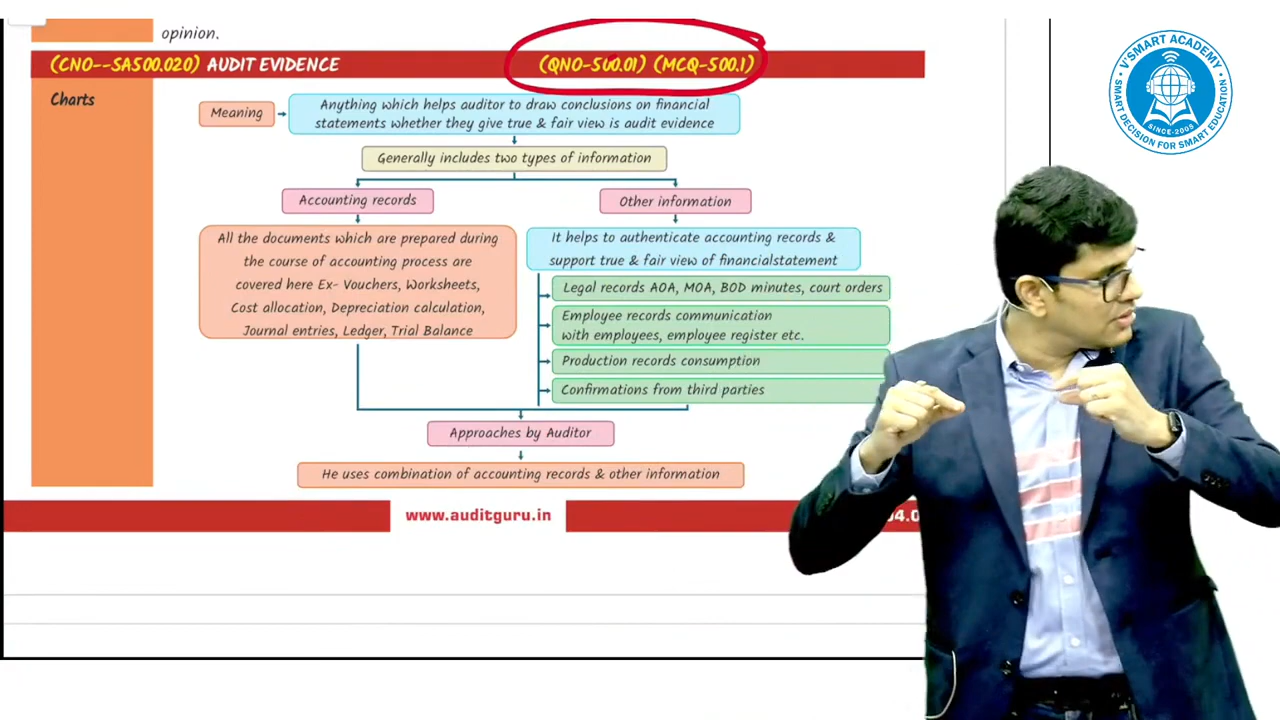 opinion.
(CNO--SA500.020) AUDIT EVIDENCE (QNO-500.01) (MCQ-500.1)
Charts
Meaning
Anything which helps auditor to draw conclusions on financial
statements whether they give true & fair view is audit evidence
Generally includes two types of information
Accounting records
Other information
All the documents which are prepared during
the course of accounting process are
covered here Ex- Vouchers, Worksheets,
Cost allocation, Depreciation calculation,
Journal entries, Ledger, Trial Balance
It helps to authenticate accounting records &
support true & fair view of financialstatement
Legal records AOA, MOA, BOD minutes, court orders
Employee records communication
with employees, employee register etc.
Production records consumption
Confirmations from third parties
Approaches by Auditor
He uses combination of accounting records & other information
www.auditguru.in
V'SMART ACADEMY
SINCE-2005
SMART DECISION FOR SMART EDUCATION